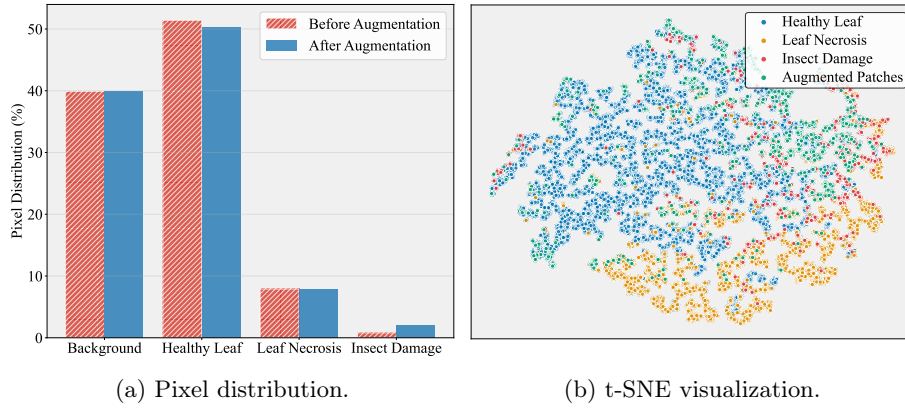 50
40
30
20
10
0
Pixel Distribution (%)
Before Augmentation
After Augmentation
Background Healthy Leaf Leaf Necrosis Insect Damage
(a) Pixel distribution.
Healthy Leaf
Leaf Necrosis
Insect Damage
Augmented Patches
(b) t-SNE visualization.